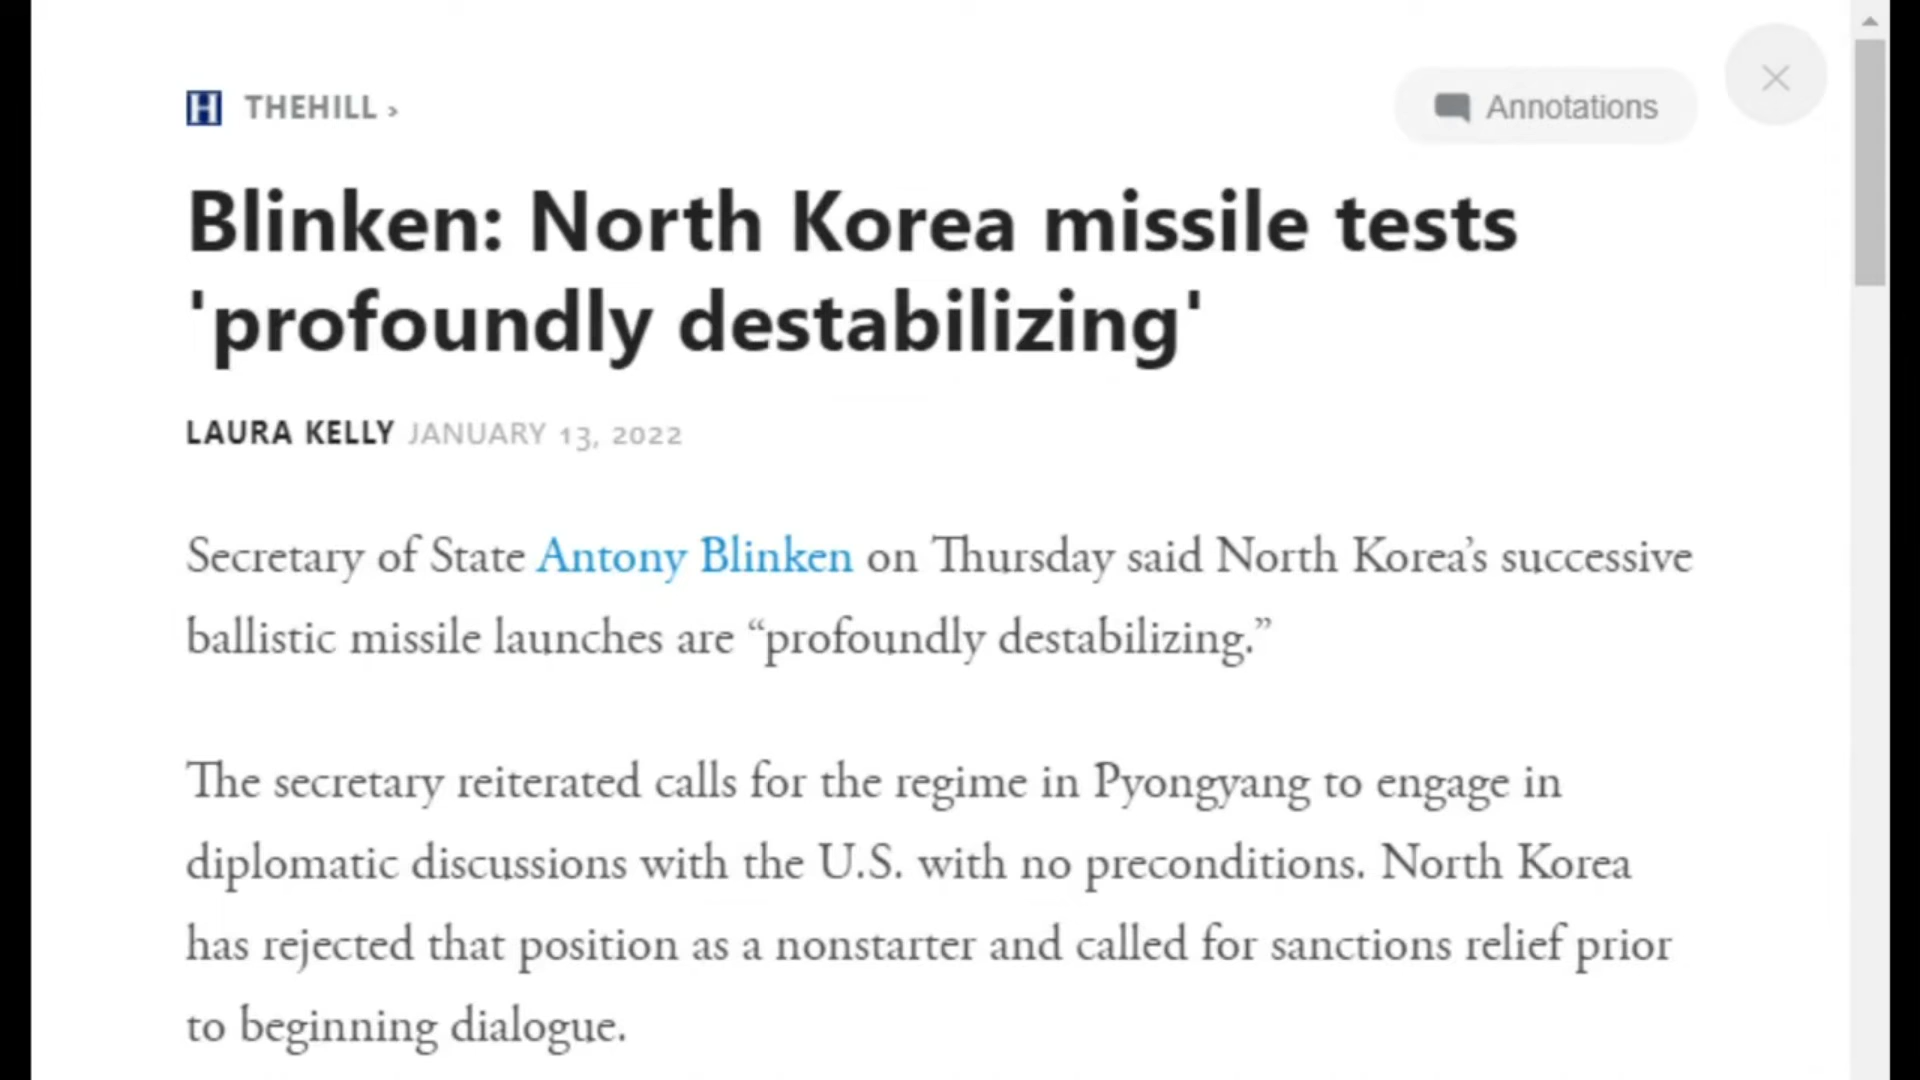 H THEHILL ›
Annotations
Blinken: North Korea missile tests
'profoundly destabilizing'
LAURA KELLY JANUARY 13, 2022
Secretary of State Antony Blinken on Thursday said North Korea’s successive
ballistic missile launches are “profoundly destabilizing.”
The secretary reiterated calls for the regime in Pyongyang to engage in
diplomatic discussions with the U.S. with no preconditions. North Korea
has rejected that position as a nonstarter and called for sanctions relief prior
to beginning dialogue.